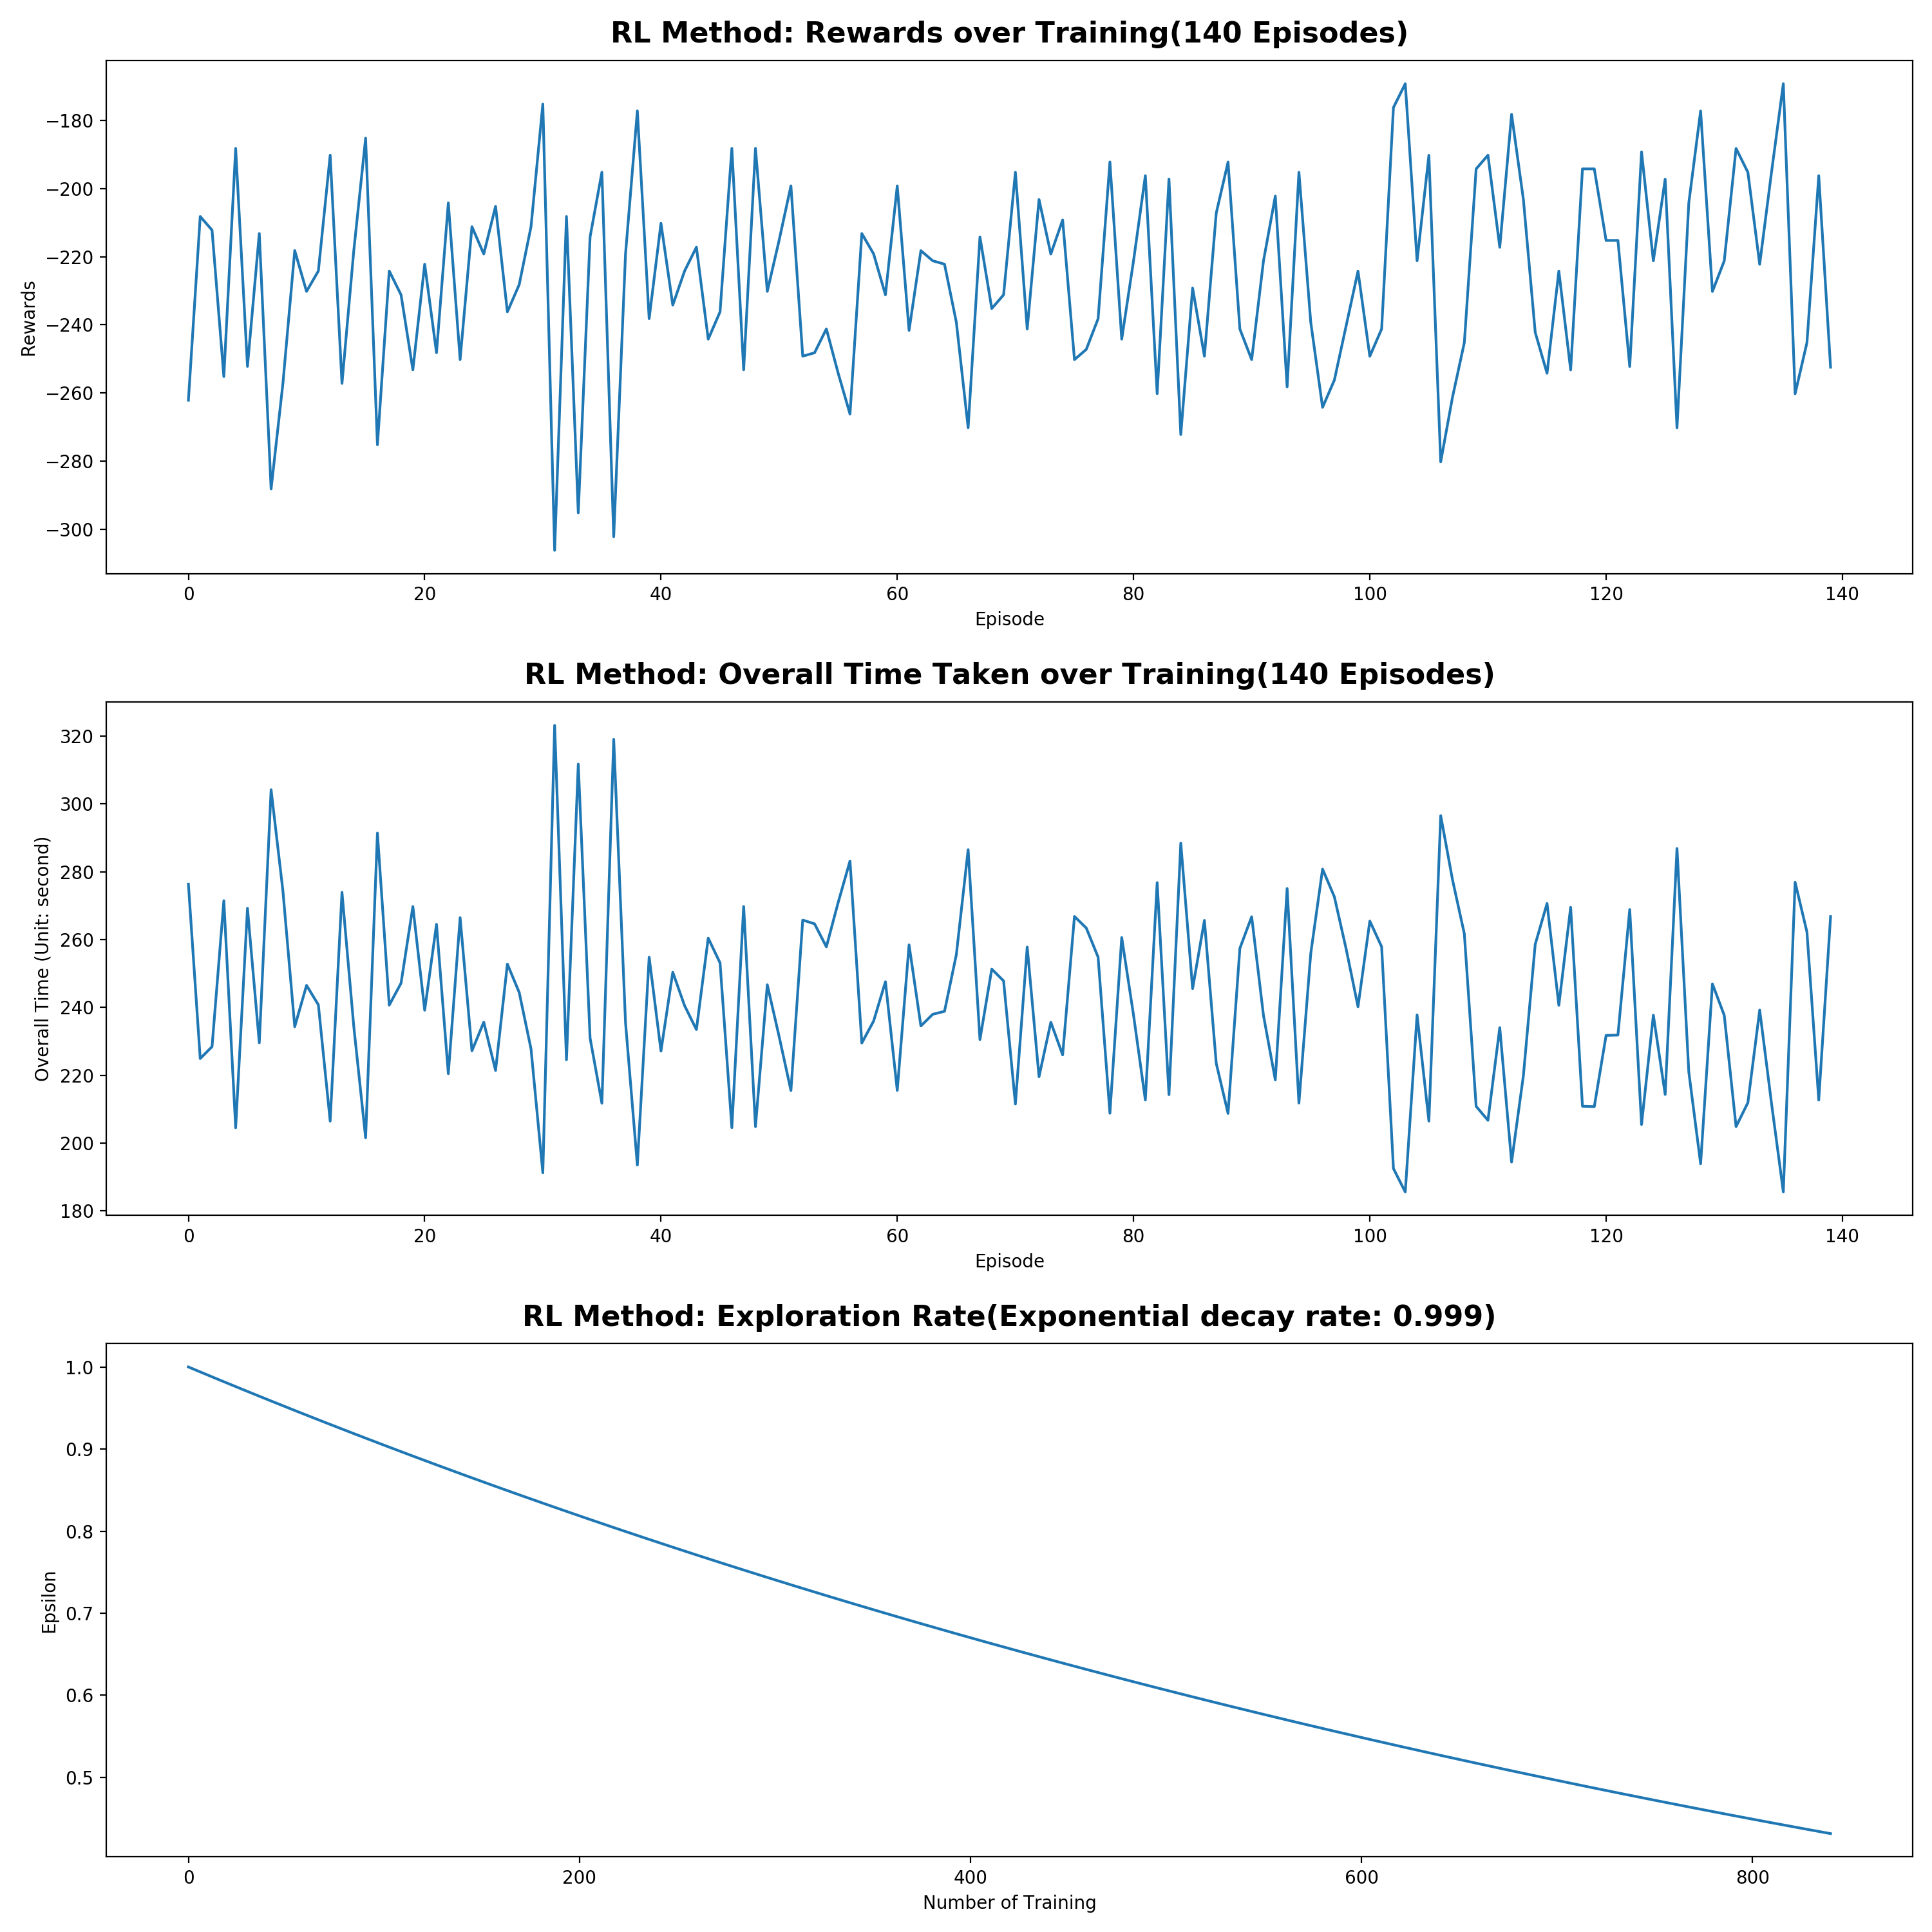 RL Method: Rewards over Training(140 Episodes)
Rewards
−180
−200
−220
−240
−260
−280
−300
0 20 40 60 80 100 120 140
Episode
RL Method: Overall Time Taken over Training(140 Episodes)
Overall Time (Unit: second)
320
300
280
260
240
220
200
180
0 20 40 60 80 100 120 140
Episode
RL Method: Exploration Rate(Exponential decay rate: 0.999)
Epsilon
1.0
0.9
0.8
0.7
0.6
0.5
0 200 400 600 800
Number of Training